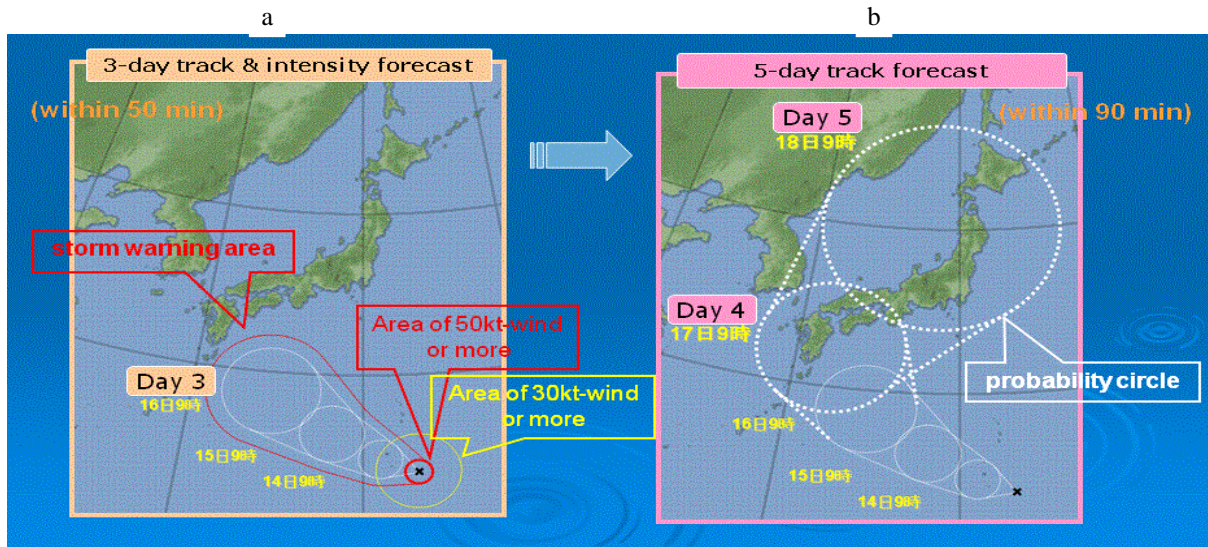 a
b
3-day track & intensity forecast
(within 50 min)
storm warning area
Area of 50kt-wind
or more
Area of 30kt-wind
or more
Day 3
16日9時
15日9時
14日9時
5-day track forecast
(within 90 min)
Day 5
18日9時
Day 4
17日9時
probability circle
16日9時
15日9時
14日9時